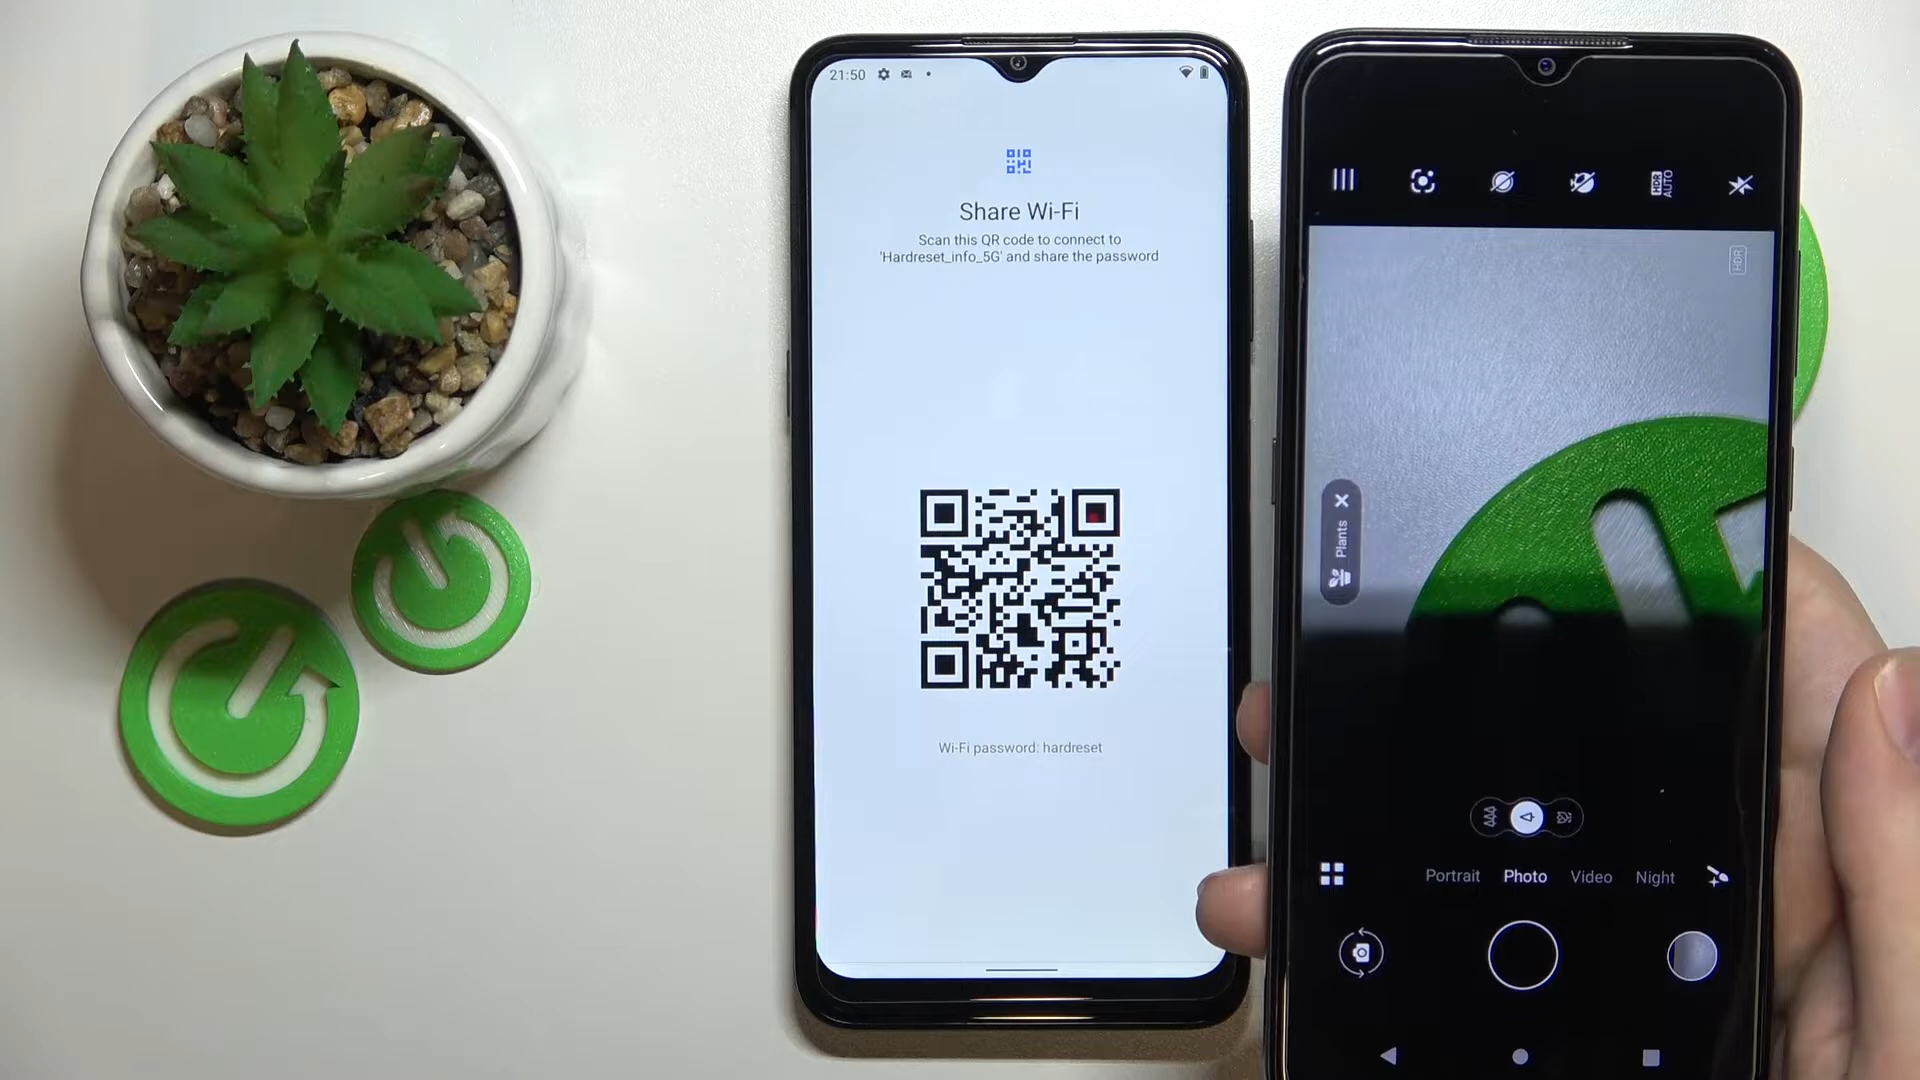 21:50
Share Wi-Fi
Scan this QR code to connect to
'Hardreset_info_5G' and share the password
Wi-Fi password: hardreset
HDR
AUTO
HDR
Plants
Portrait Photo Video Night